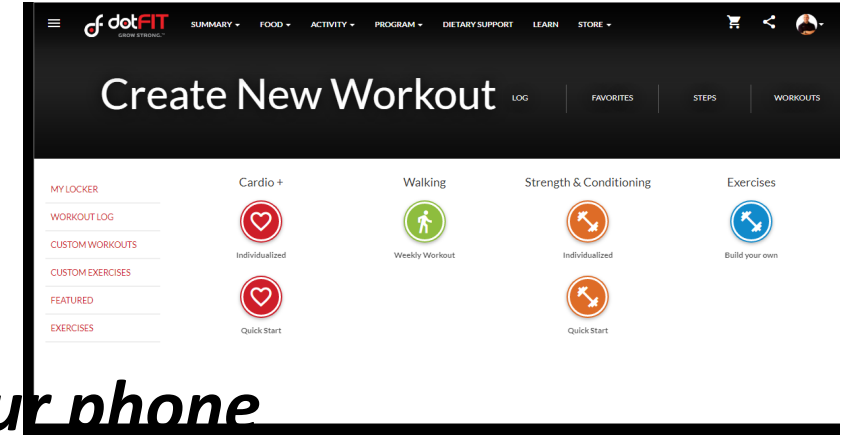 dotFIT
GROW STRONG.™
SUMMARY FOOD ACTIVITY PROGRAM DIETARY SUPPORT LEARN STORE
Create New Workout
LOG FAVORITES STEPS WORKOUTS
MY LOCKER
WORKOUT LOG
CUSTOM WORKOUTS
CUSTOM EXERCISES
FEATURED
EXERCISES
Cardio + Walking Strength & Conditioning Exercises
Individualized Weekly Workout Individualized Build your own
Quick Start Quick Start
ur phone